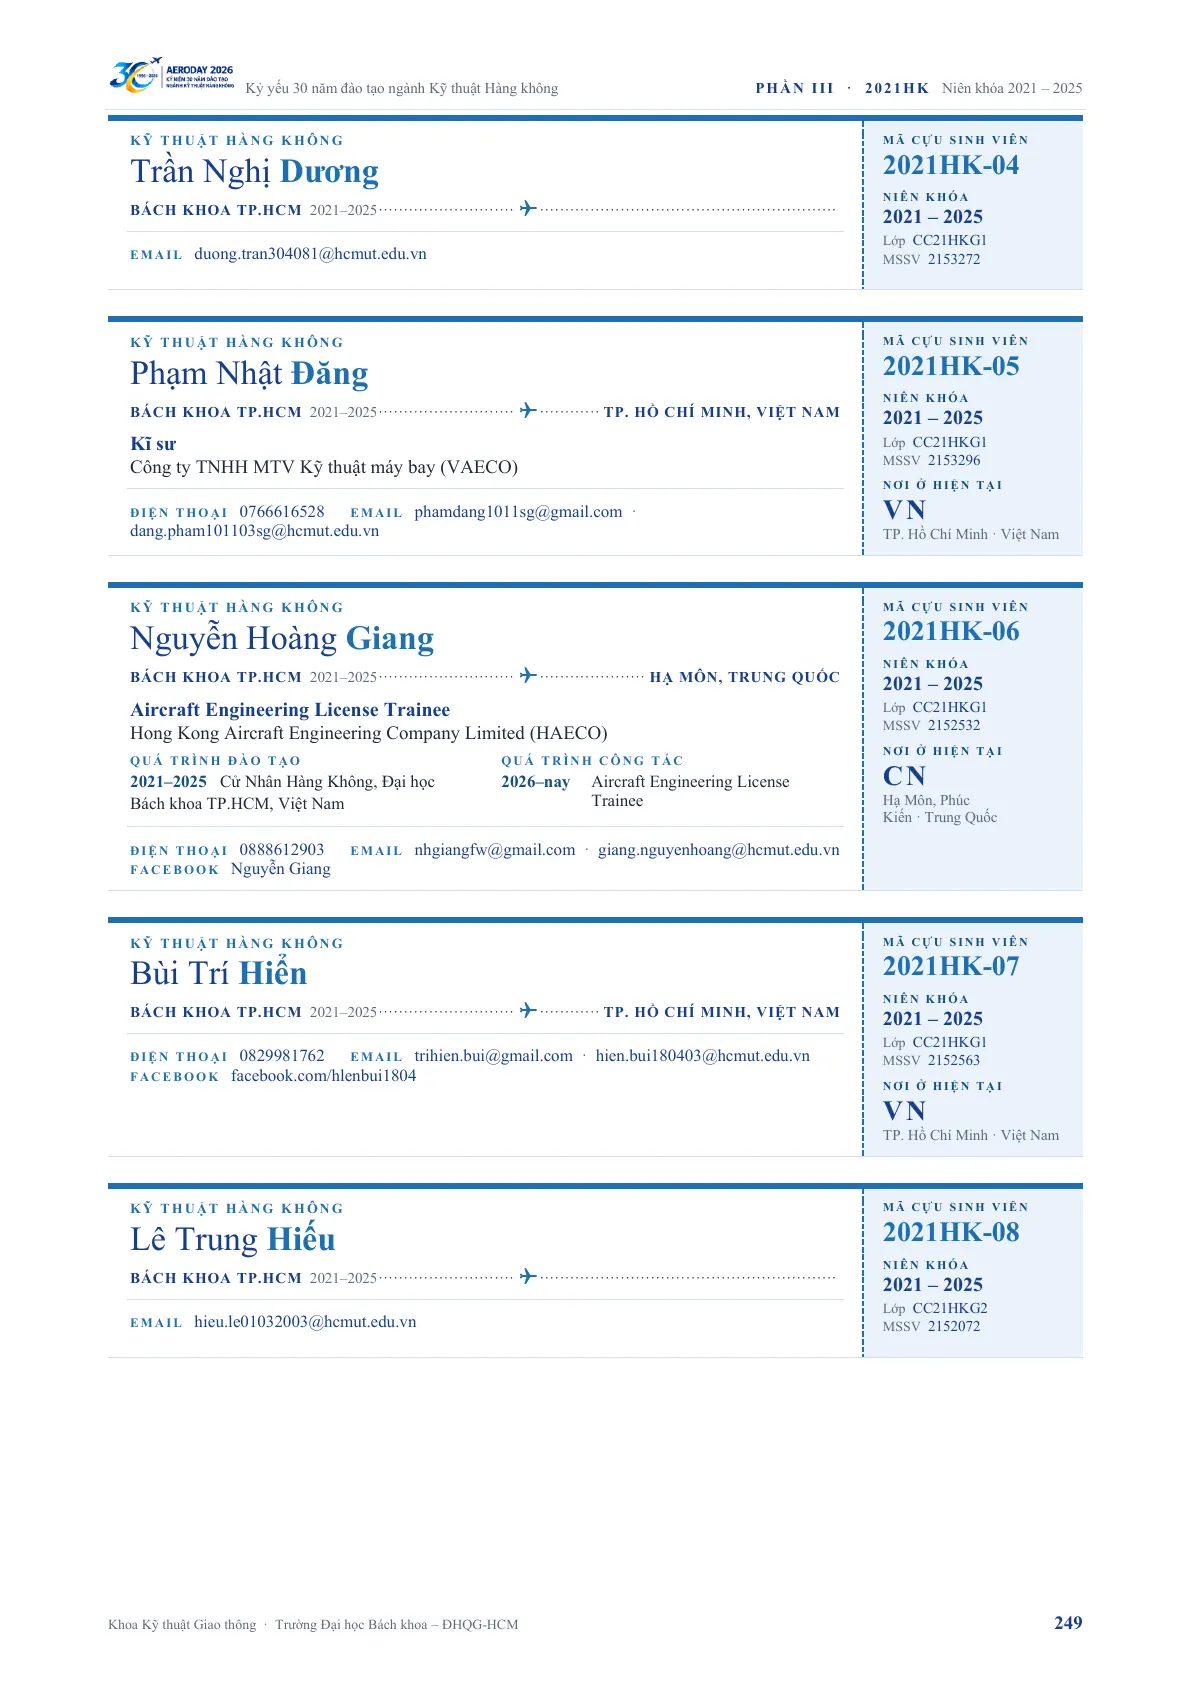 30
1996 - 2026
AERODAY 2026
KỶ NIỆM 30 NĂM ĐÀO TẠO
NGÀNH KỸ THUẬT HÀNG KHÔNG
Kỷ yếu 30 năm đào tạo ngành Kỹ thuật Hàng không
PHẦN III · 2021HK Niên khóa 2021 – 2025
KỸ THUẬT HÀNG KHÔNG
Trần Nghị Dương
BÁCH KHOA TP.HCM 2021–2025
EMAIL duong.tran304081@hcmut.edu.vn
MÃ CỰU SINH VIÊN
2021HK-04
NIÊN KHÓA
2021 – 2025
Lớp CC21HKG1
MSSV 2153272
KỸ THUẬT HÀNG KHÔNG
Phạm Nhật Đăng
BÁCH KHOA TP.HCM 2021–2025 TP. HỒ CHÍ MINH, VIỆT NAM
Kĩ sư
Công ty TNHH MTV Kỹ thuật máy bay (VAECO)
ĐIỆN THOẠI 0766616528 EMAIL phamdang1011sg@gmail.com ·
dang.pham101103sg@hcmut.edu.vn
MÃ CỰU SINH VIÊN
2021HK-05
NIÊN KHÓA
2021 – 2025
Lớp CC21HKG1
MSSV 2153296
NƠI Ở HIỆN TẠI
VN
TP. Hồ Chí Minh · Việt Nam
KỸ THUẬT HÀNG KHÔNG
Nguyễn Hoàng Giang
BÁCH KHOA TP.HCM 2021–2025 HẠ MÔN, TRUNG QUỐC
Aircraft Engineering License Trainee
Hong Kong Aircraft Engineering Company Limited (HAECO)
QUÁ TRÌNH ĐÀO TẠO
2021–2025 Cử Nhân Hàng Không, Đại học
Bách khoa TP.HCM, Việt Nam
QUÁ TRÌNH CÔNG TÁC
2026–nay Aircraft Engineering License
Trainee
ĐIỆN THOẠI 0888612903 EMAIL nhgiangfw@gmail.com · giang.nguyenhoang@hcmut.edu.vn
FACEBOOK Nguyễn Giang
MÃ CỰU SINH VIÊN
2021HK-06
NIÊN KHÓA
2021 – 2025
Lớp CC21HKG1
MSSV 2152532
NƠI Ở HIỆN TẠI
CN
Hạ Môn, Phúc
Kiến · Trung Quốc
KỸ THUẬT HÀNG KHÔNG
Bùi Trí Hiển
BÁCH KHOA TP.HCM 2021–2025 TP. HỒ CHÍ MINH, VIỆT NAM
ĐIỆN THOẠI 0829981762 EMAIL trihien.bui@gmail.com · hien.bui180403@hcmut.edu.vn
FACEBOOK facebook.com/hlenbui1804
MÃ CỰU SINH VIÊN
2021HK-07
NIÊN KHÓA
2021 – 2025
Lớp CC21HKG1
MSSV 2152563
NƠI Ở HIỆN TẠI
VN
TP. Hồ Chí Minh · Việt Nam
KỸ THUẬT HÀNG KHÔNG
Lê Trung Hiếu
BÁCH KHOA TP.HCM 2021–2025
EMAIL hieu.le01032003@hcmut.edu.vn
MÃ CỰU SINH VIÊN
2021HK-08
NIÊN KHÓA
2021 – 2025
Lớp CC21HKG2
MSSV 2152072
Khoa Kỹ thuật Giao thông · Trường Đại học Bách khoa – ĐHQG-HCM
249